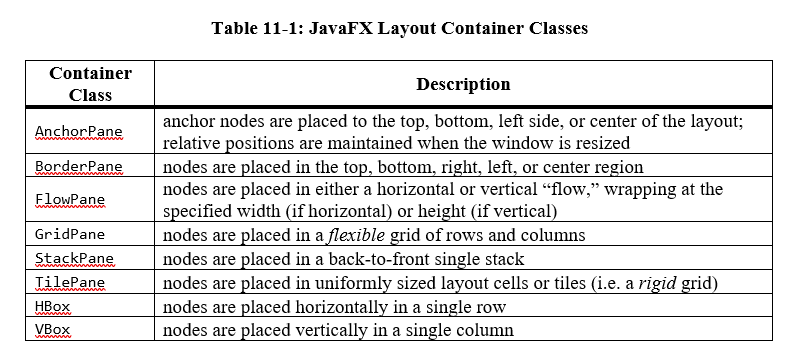 Table 11-1: JavaFX Layout Container Classes
Container
Class
Description
AnchorPane
anchor nodes are placed to the top, bottom, left side, or center of the layout;
relative positions are maintained when the window is resized
BorderPane
nodes are placed in the top, bottom, right, left, or center region
FlowPane
nodes are placed in either a horizontal or vertical “flow,” wrapping at the
specified width (if horizontal) or height (if vertical)
GridPane
nodes are placed in a flexible grid of rows and columns
StackPane
nodes are placed in a back-to-front single stack
TilePane
nodes are placed in uniformly sized layout cells or tiles (i.e. a rigid grid)
HBox
nodes are placed horizontally in a single row
VBox
nodes are placed vertically in a single column